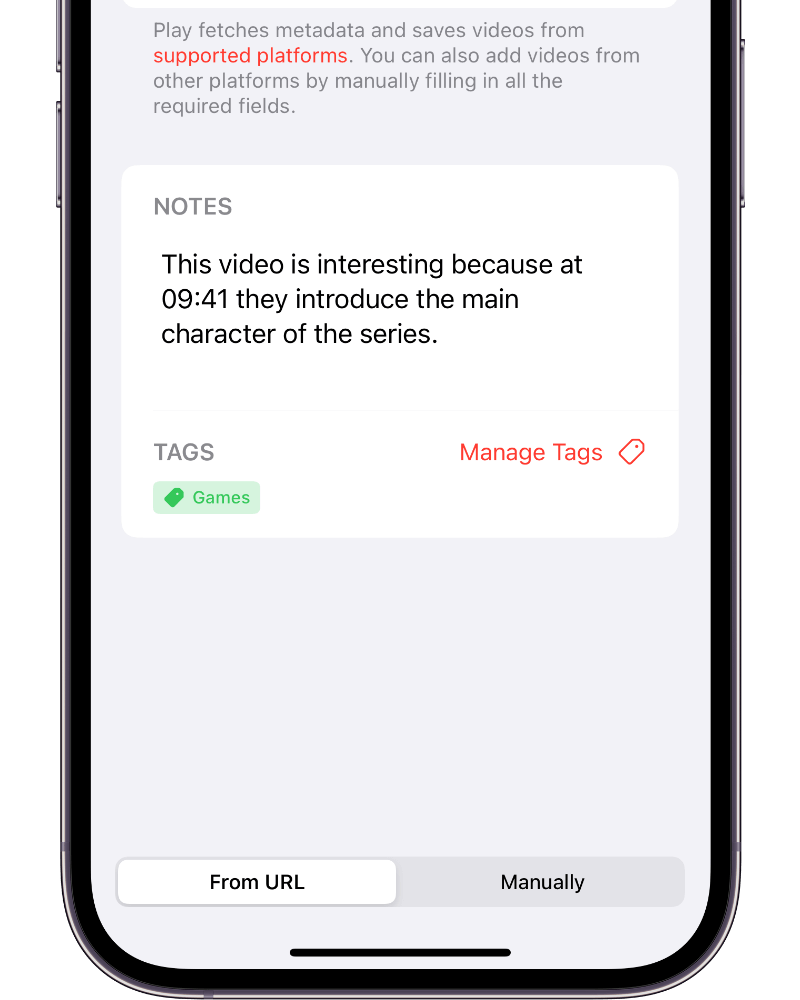 Play fetches metadata and saves videos from
supported platforms. You can also add videos from
other platforms by manually filling in all the
required fields.
NOTES
This video is interesting because at
09:41 they introduce the main
character of the series.
TAGS
Manage Tags
Games
From URL
Manually